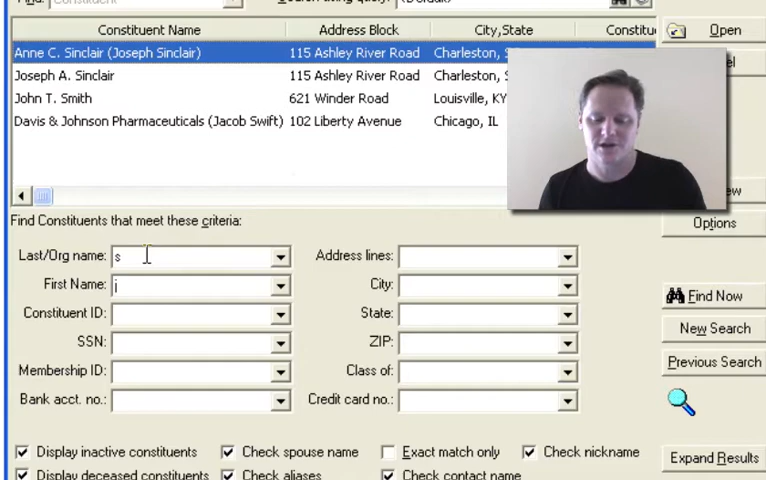 Find: Constituent
Constituent Name Address Block City,State Constitu
Anne C. Sinclair (Joseph Sinclair) 115 Ashley River Road Charleston, S
Joseph A. Sinclair 115 Ashley River Road Charleston, S
John T. Smith 621 Winder Road Louisville, KY
Davis & Johnson Pharmaceuticals (Jacob Swift) 102 Liberty Avenue Chicago, IL
Open
el
ew
Options
Find Constituents that meet these criteria:
Last/Org name: s Address lines:
First Name: j City:
Constituent ID: State:
SSN: ZIP:
Membership ID: Class of:
Bank acct. no.: Credit card no.:
Find Now
New Search
Previous Search
Expand Results
Display inactive constituents Check spouse name Exact match only Check nickname
Display deceased constituents Check aliases Check contact name